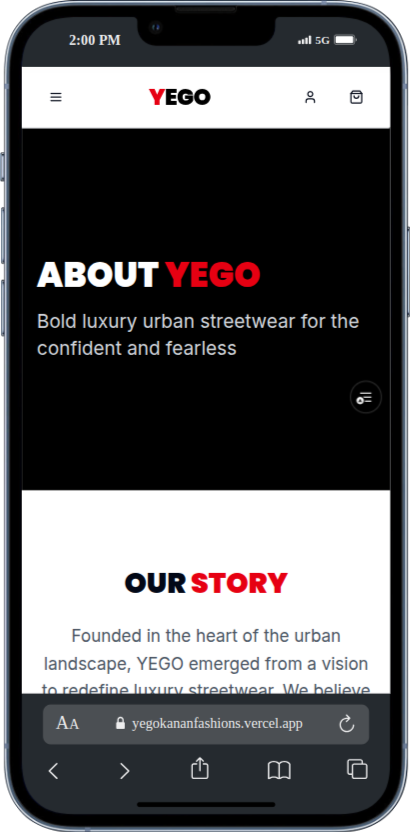 2:00 PM 5G
YEGO
ABOUT YEGO
Bold luxury urban streetwear for the
confident and fearless
OUR STORY
Founded in the heart of the urban
landscape, YEGO emerged from a vision
to redefine luxury streetwear. We believe
AA yegokananfashions.vercel.app